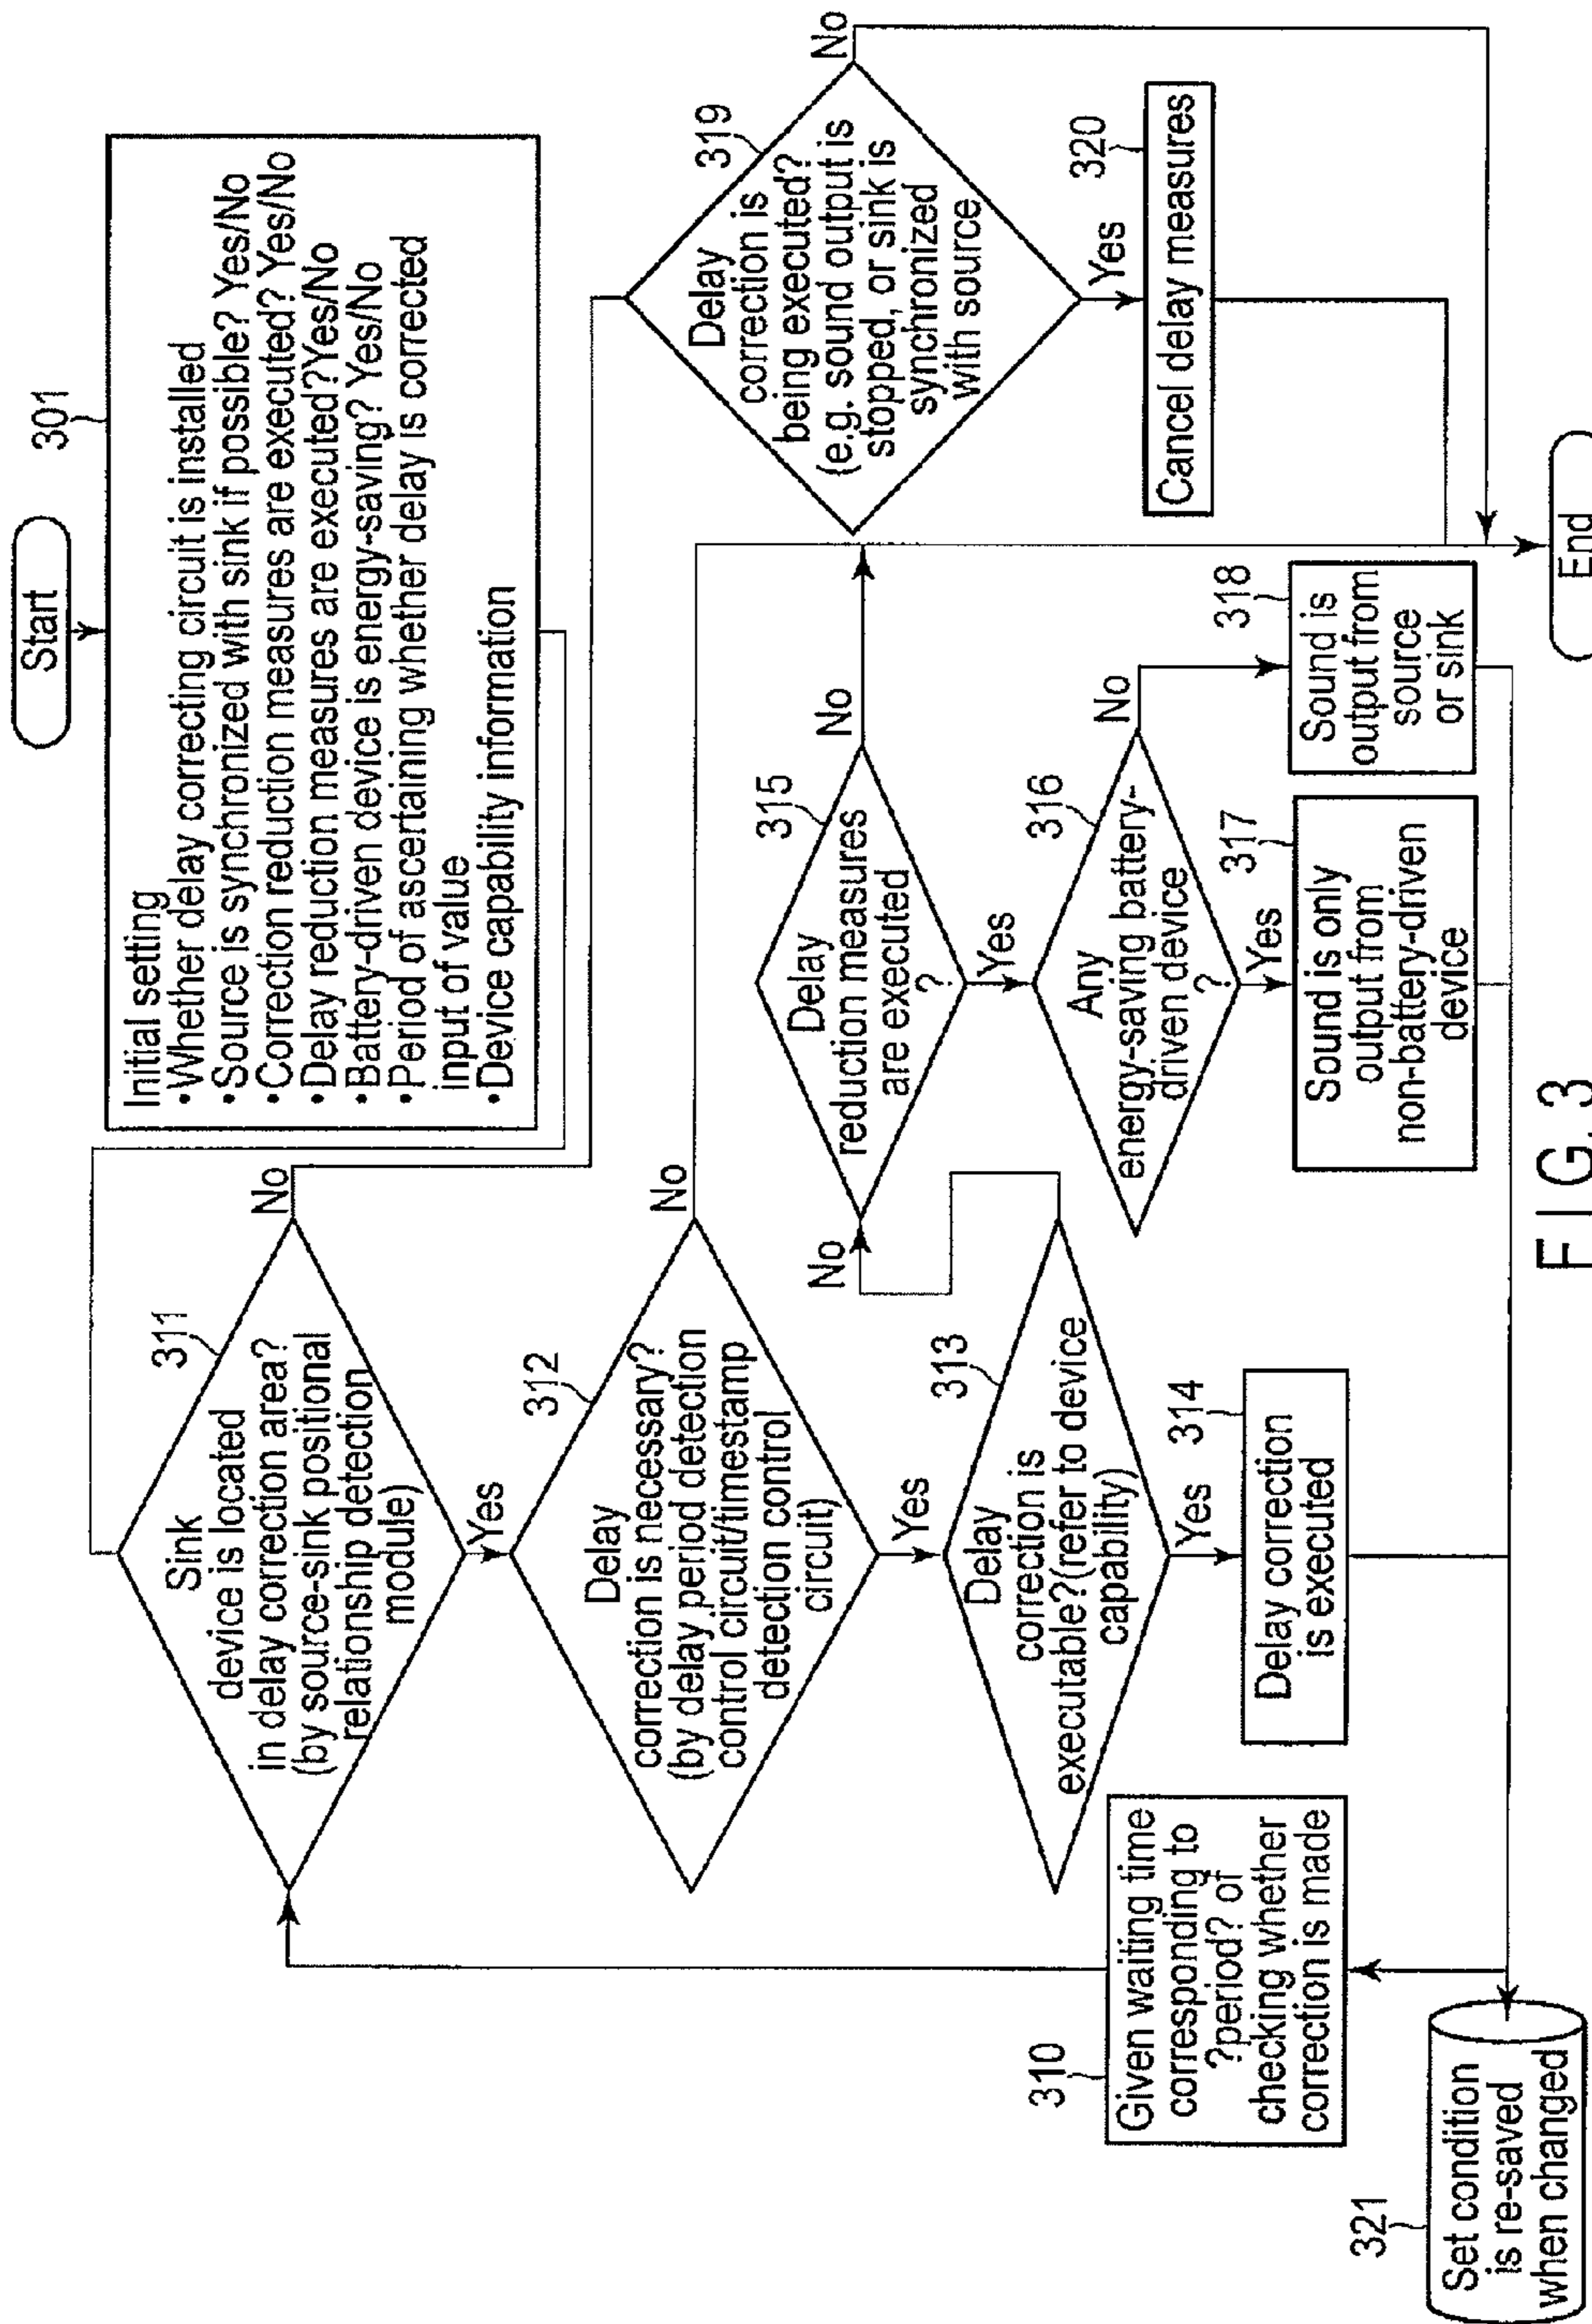 Start
301
Initial setting
•Whether delay correcting circuit is installed
•Source is synchronized with sink if possible? Yes/No
•Correction reduction measures are executed? Yes/No
•Delay reduction measures are executed?Yes/No
•Battery-driven device is energy-saving? Yes/No
•Period of ascertaining whether delay is corrected
input of value
•Device capability information
311
Sink
device is located
in delay correction area?
(by source-sink positional
relationship detection
module)
No
Yes
312
Delay
correction is necessary?
(by delay period detection
control circuit/timestamp
detection control
circuit)
No
Yes
313
Delay
correction is
executable?(refer to device
capability)
No
Yes
314
Delay correction
is executed
310
Given waiting time
corresponding to
?period? of
checking whether
correction is made
321
Set condition
is re-saved
when changed
315
Delay
reduction measures
are executed
?
No
Yes
316
Any
energy-saving battery-
driven device
?
No
Yes
317
Sound is only
output from
non-battery-driven
device
318
Sound is
output from
source
or sink
319
Delay
correction is
being executed?
(e.g. sound output is
stopped, or sink is
synchronized
with source
No
Yes
320
Cancel delay measures
End
FIG. 3